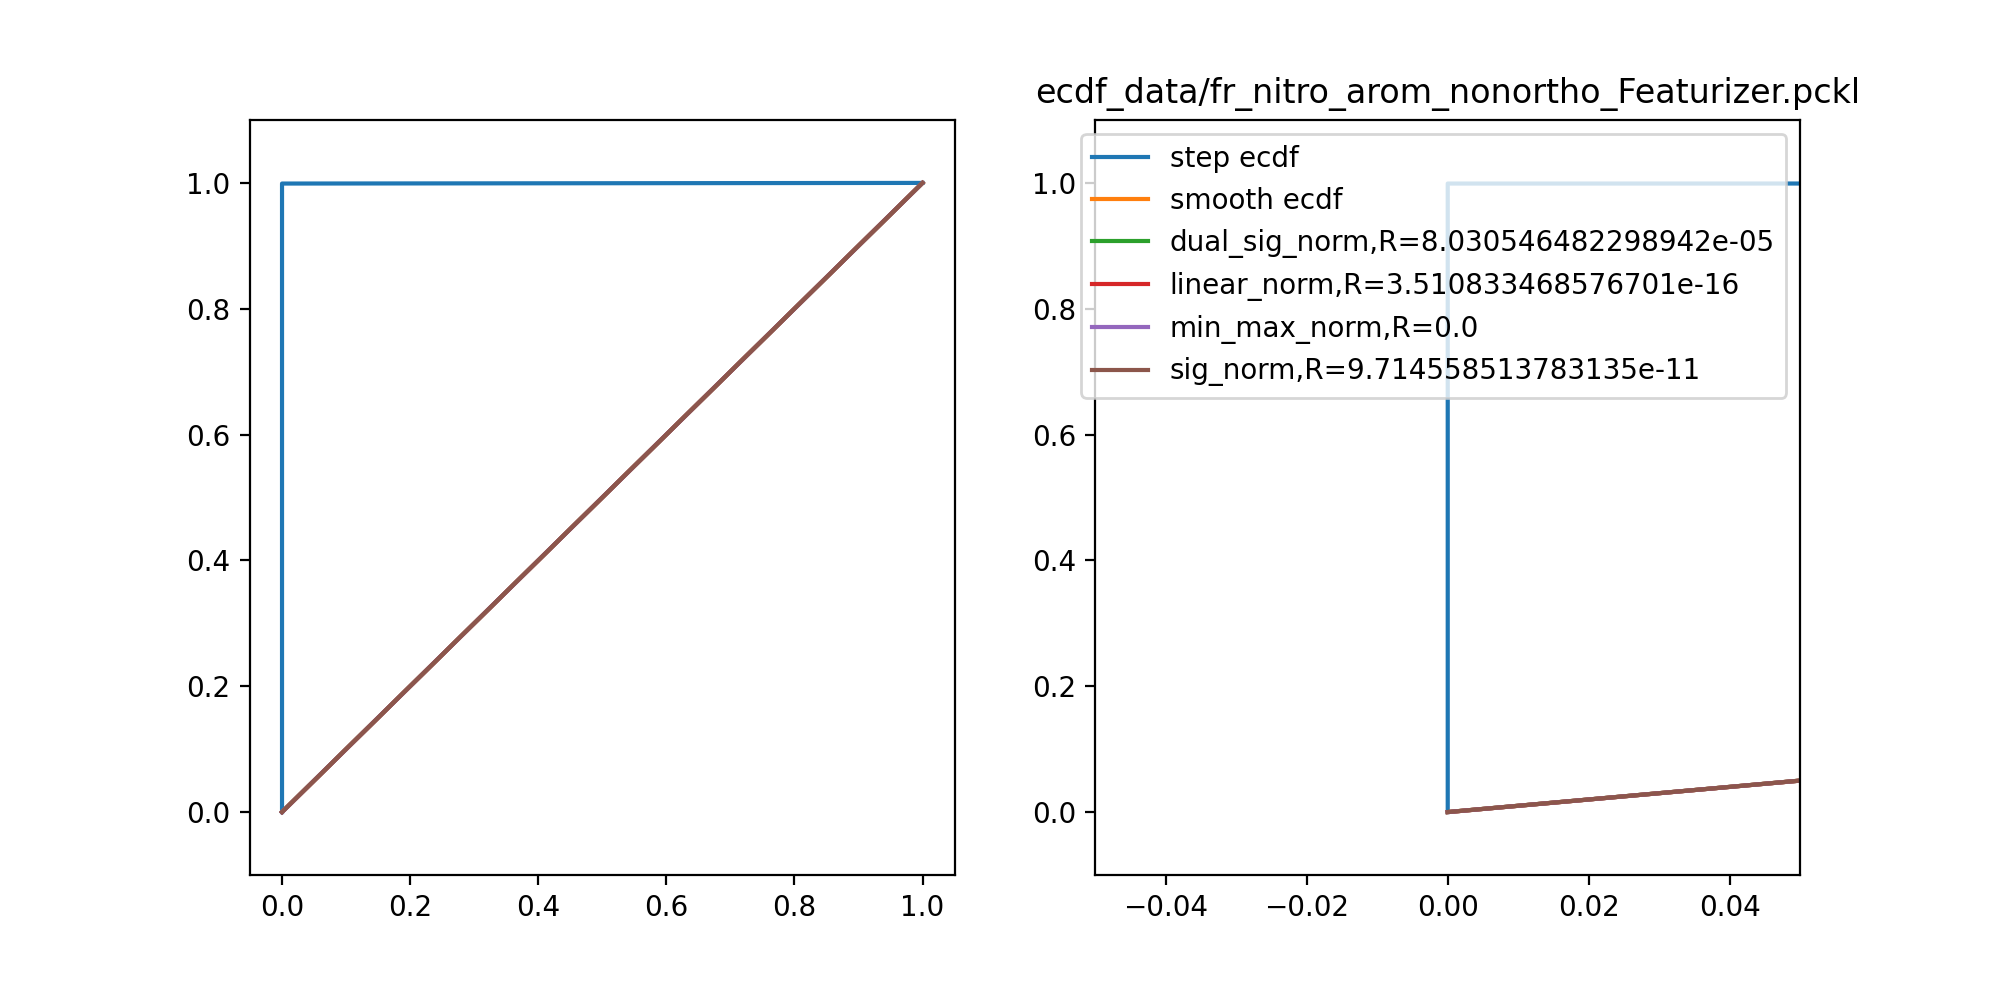 ecdf_data/fr_nitro_arom_nonortho_Featurizer.pckl
1.0
0.8
0.6
0.4
0.2
0.0
0.0 0.2 0.4 0.6 0.8 1.0
step ecdf
smooth ecdf
dual_sig_norm,R=8.030546482298942e-05
linear_norm,R=3.510833468576701e-16
min_max_norm,R=0.0
sig_norm,R=9.714558513783135e-11
1.0
0.8
0.6
0.4
0.2
0.0
−0.04 −0.02 0.00 0.02 0.04